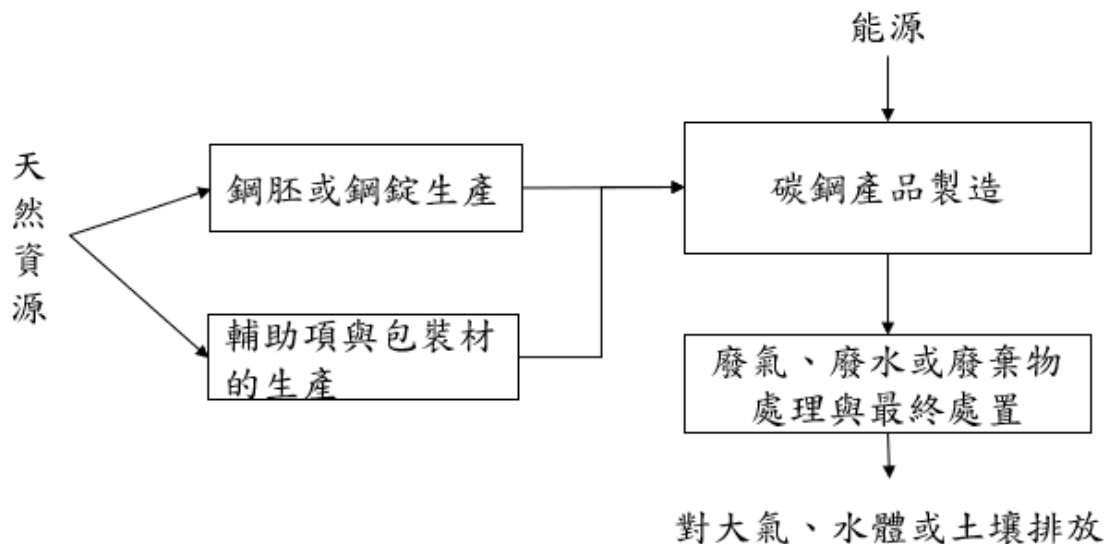 能源
天然資源
鋼胚或鋼錠生產
碳鋼產品製造
輔助項與包裝材
的生產
廢氣、廢水或廢棄物
處理與最終處置
對大氣、水體或土壤排放